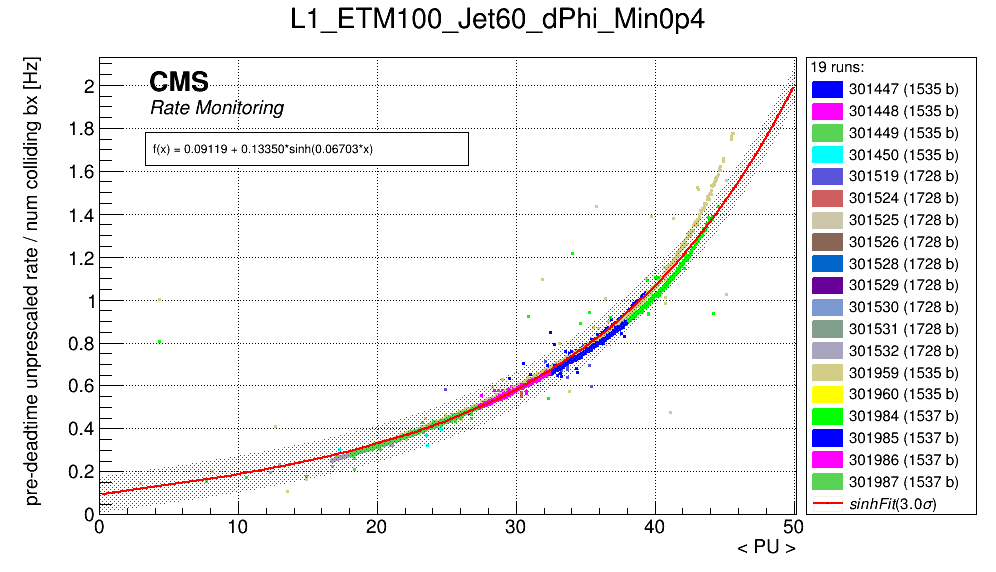 L1_ETM100_Jet60_dPhi_Min0p4
pre-deadtime unprescaled rate / num colliding bx [Hz]
CMS
Rate Monitoring
f(x) = 0.09119 + 0.13350*sinh(0.06703*x)
2
1.8
1.6
1.4
1.2
1
0.8
0.6
0.4
0.2
0
0 10 20 30 40 50
< PU >
19 runs:
301447 (1535 b)
301448 (1535 b)
301449 (1535 b)
301450 (1535 b)
301519 (1728 b)
301524 (1728 b)
301525 (1728 b)
301526 (1728 b)
301528 (1728 b)
301529 (1728 b)
301530 (1728 b)
301531 (1728 b)
301532 (1728 b)
301959 (1535 b)
301960 (1535 b)
301984 (1537 b)
301985 (1537 b)
301986 (1537 b)
301987 (1537 b)
sinhFit(3.0σ)